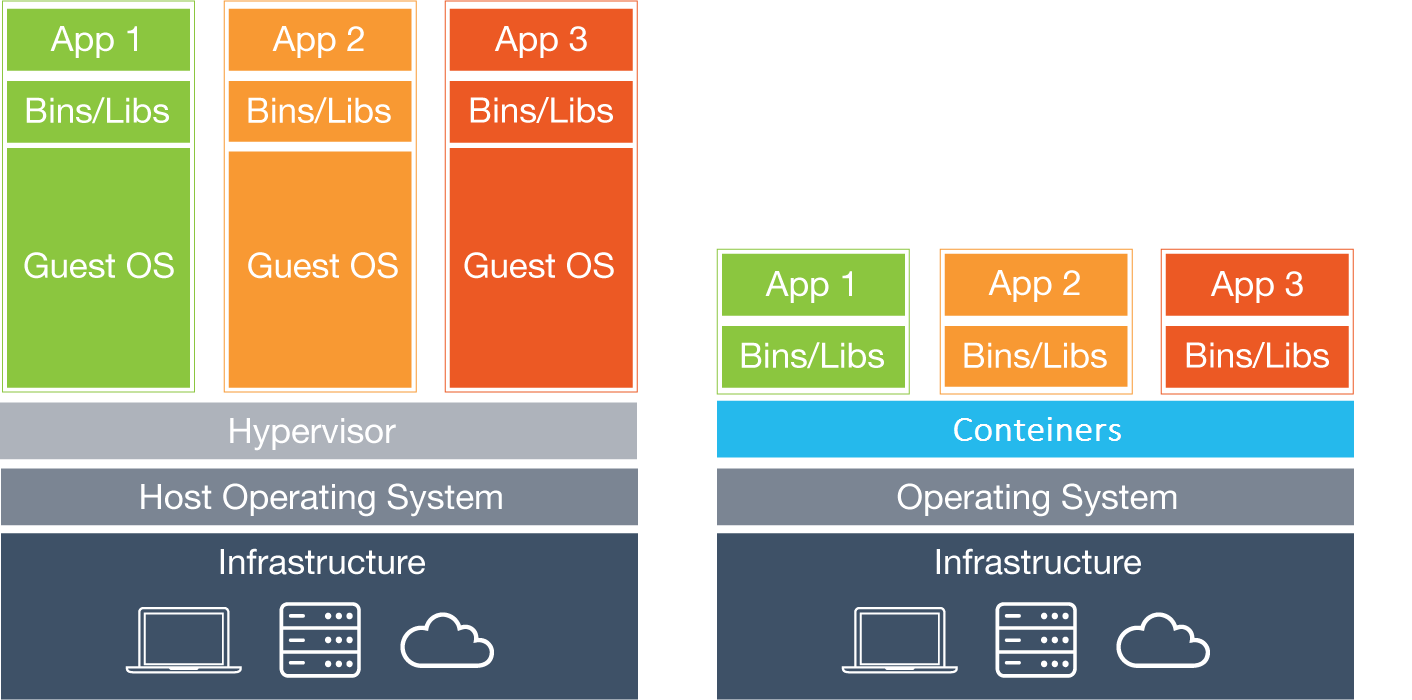 App 1
App 2
App 3
Bins/Libs
Bins/Libs
Bins/Libs
Guest OS
Guest OS
Guest OS
Hypervisor
Host Operating System
Infrastructure
App 1
App 2
App 3
Bins/Libs
Bins/Libs
Bins/Libs
Conteiners
Operating System
Infrastructure